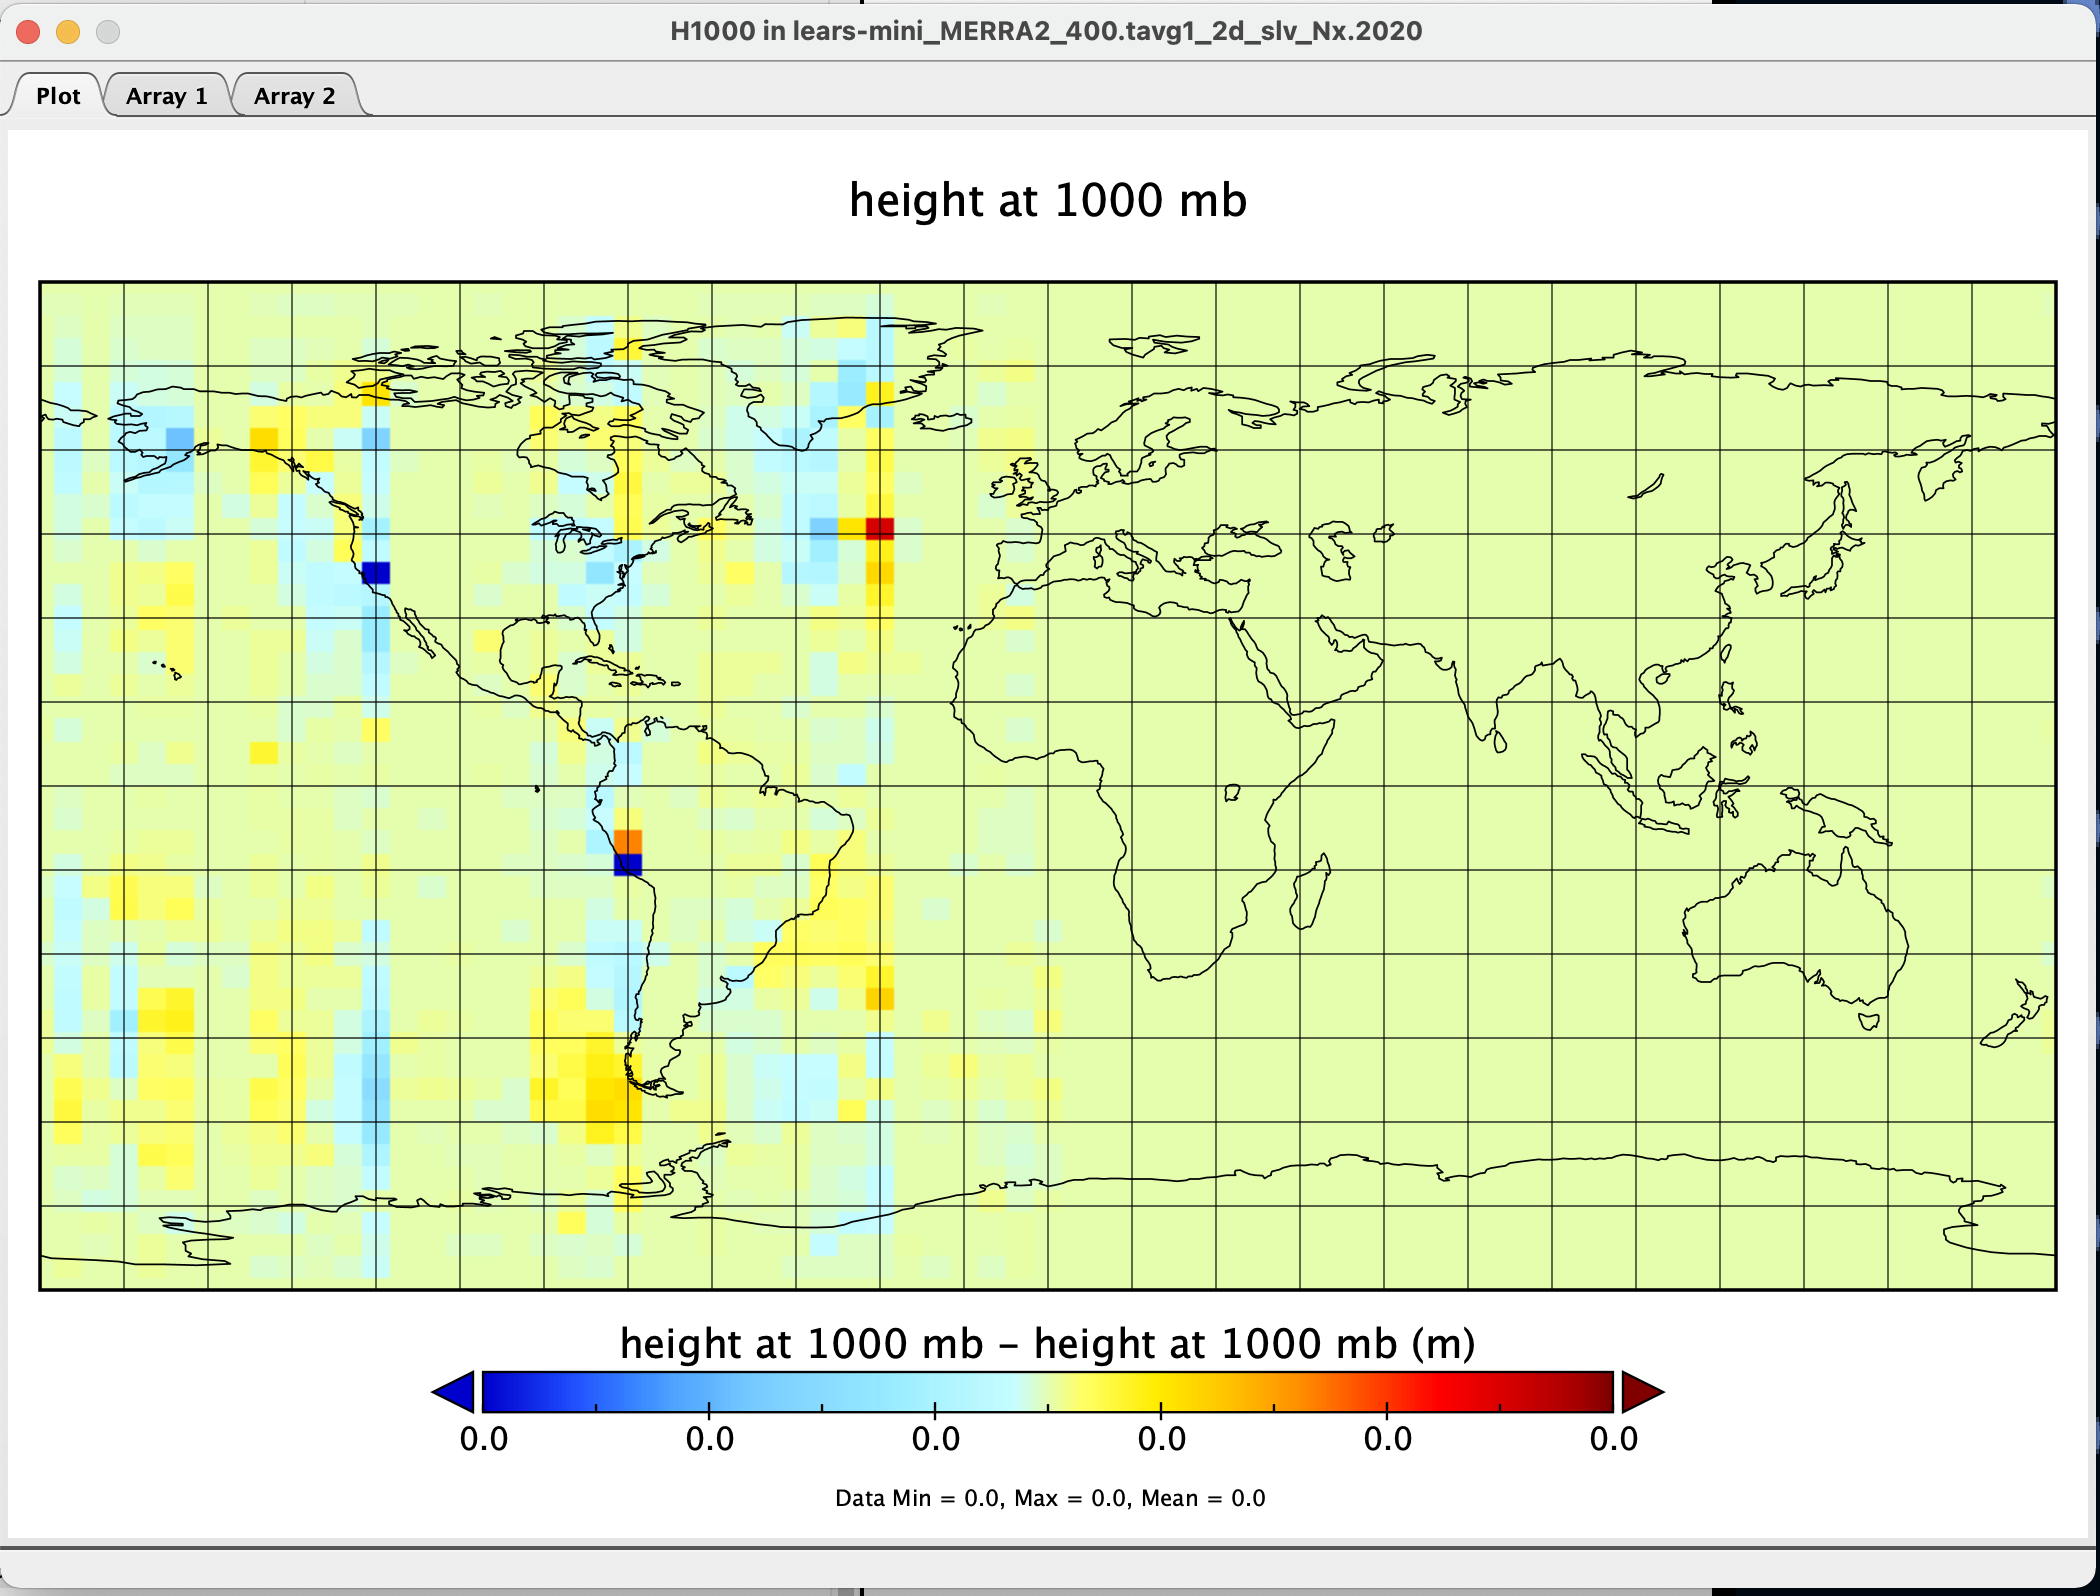 H1000 in lears-mini_MERRA2_400.tavg1_2d_slv_Nx.2020
Plot Array 1 Array 2
height at 1000 mb
height at 1000 mb – height at 1000 mb (m)
0.0 0.0 0.0 0.0 0.0 0.0
Data Min = 0.0, Max = 0.0, Mean = 0.0